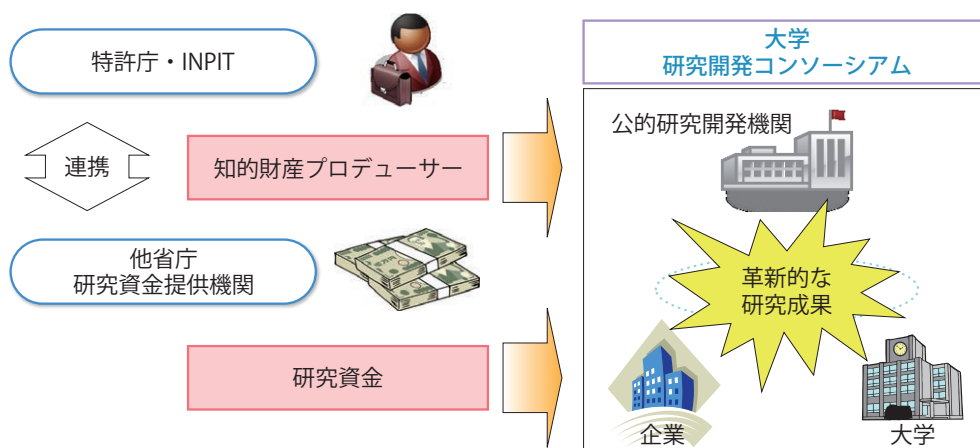 特許庁・INPIT
連携
知的財産プロデューサー
他省庁
研究資金提供機関
研究資金
大学
研究開発コンソーシアム
公的研究開発機関
革新的な
研究成果
企業
大学